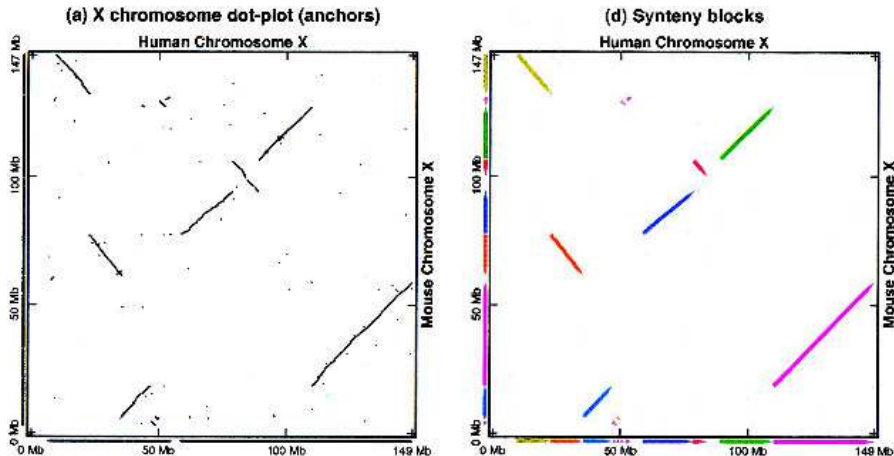 (a) X chromosome dot-plot (anchors)
Human Chromosome X
147 Mb
100 Mb
50 Mb
0 Mb
Mouse Chromosome X
0 Mb
50 Mb
100 Mb
149 Mb
(d) Synteny blocks
Human Chromosome X
147 Mb
100 Mb
50 Mb
0 Mb
Mouse Chromosome X
0 Mb
50 Mb
100 Mb
149 Mb